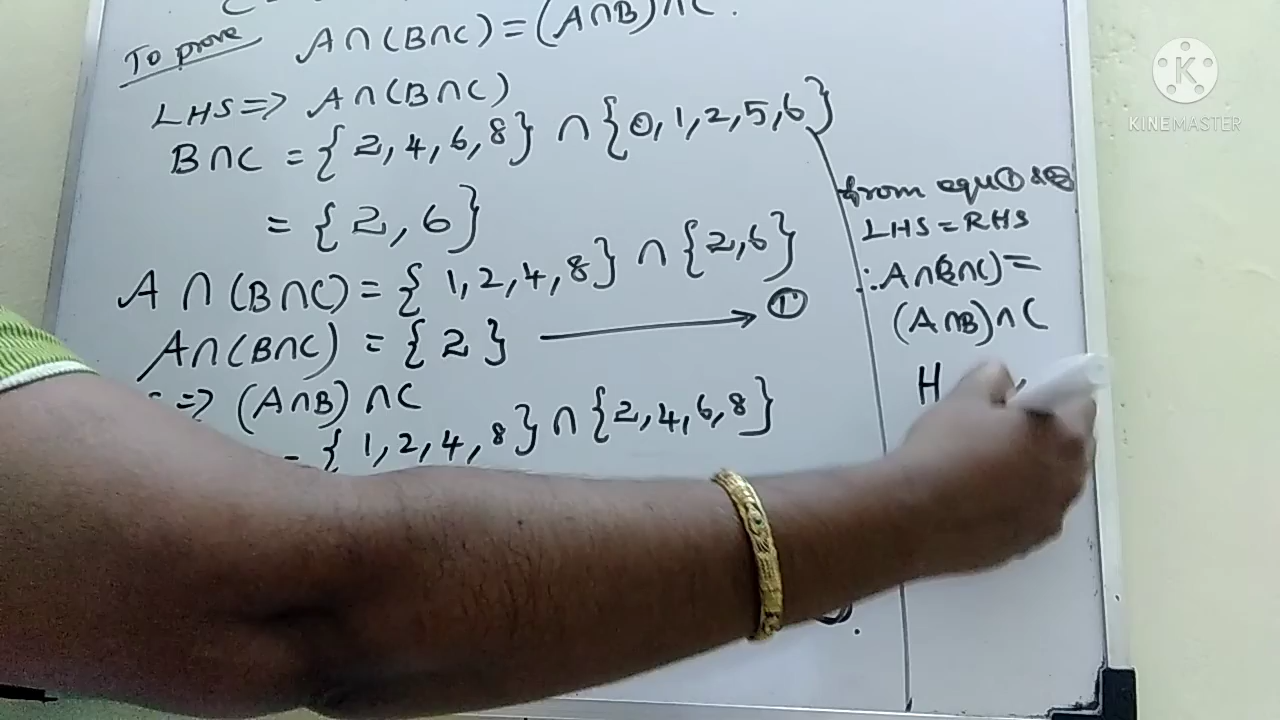 To prove A∩(B∩C)=(A∩B)∩C.
LHS=> A∩(B∩C)
B∩C = {2,4,6,8} ∩ {0,1,2,5,6}
= {2,6}
A∩(B∩C) = {1,2,4,8} ∩ {2,6}
A∩(B∩C) = {2} → ①
=> (A∩B)∩C
= {1,2,4,8} ∩ {2,4,6,8}
from equ① & ②
LHS=RHS
∴A∩(B∩C)=
(A∩B)∩C
H
KINEMASTER